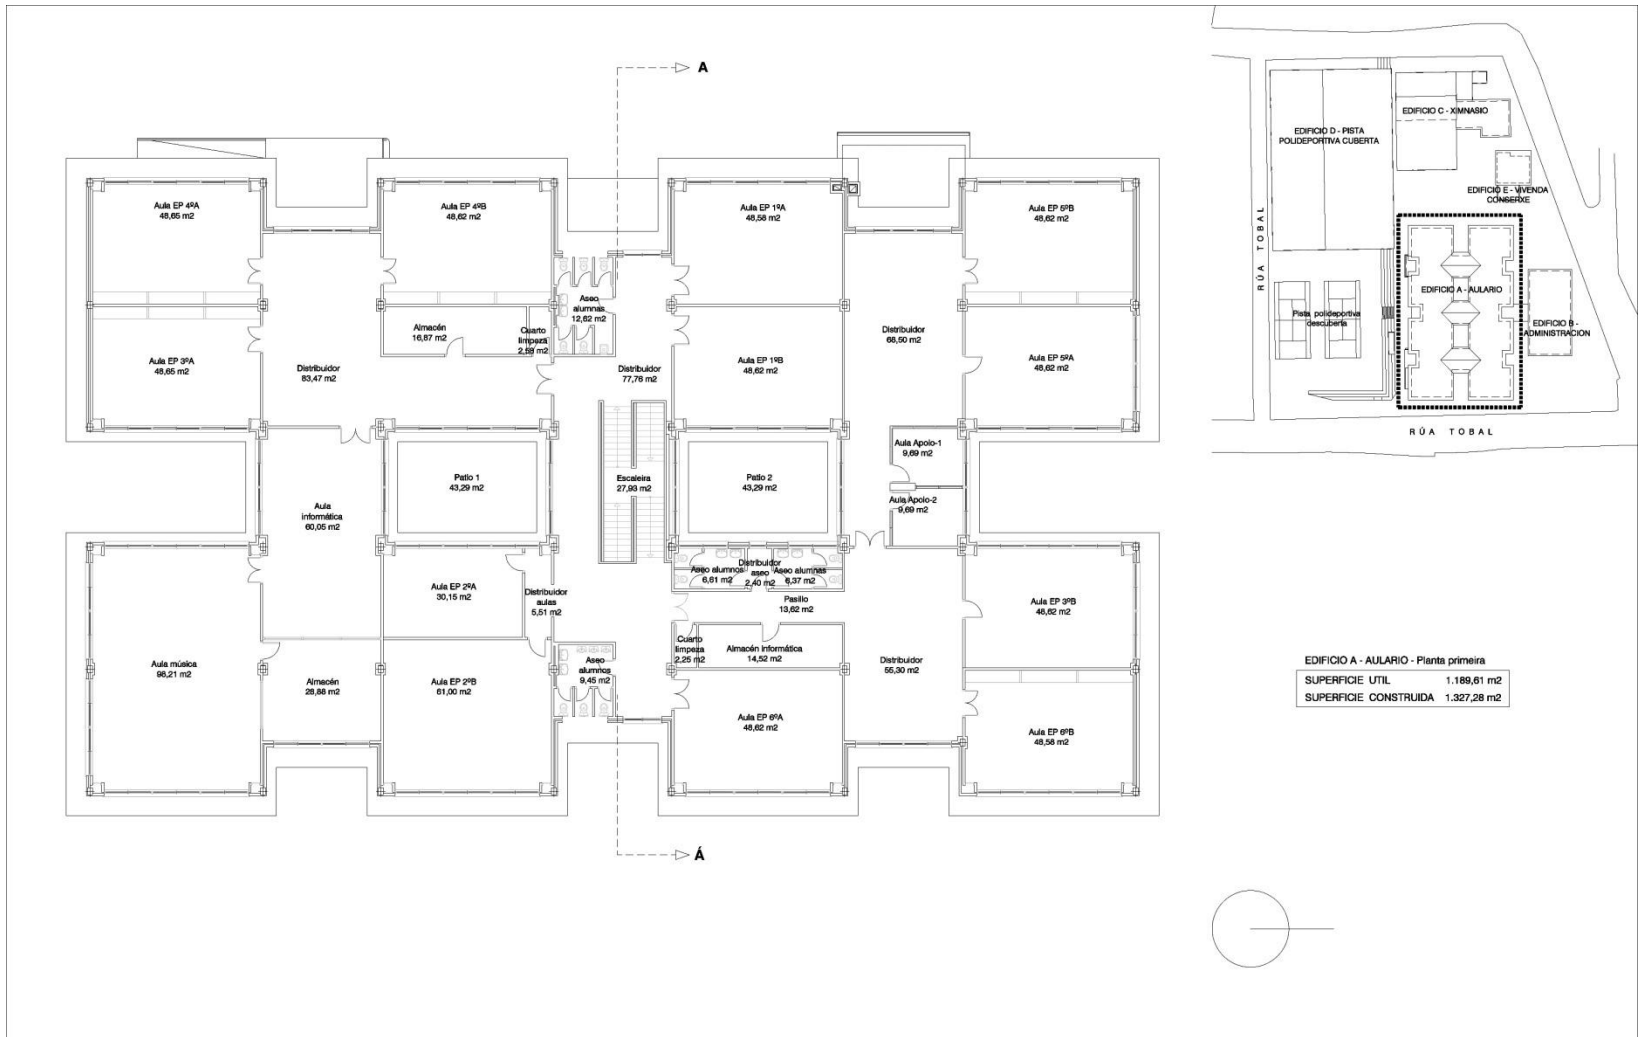 A
Aula EP 4ºA
48,65 m2
Aula EP 4ºB
48,62 m2
Aula EP 1ºA
48,58 m2
Aula EP 5ºB
48,62 m2
Aseo
alumnas
12,62 m2
Almacén
16,87 m2
Cuarto
limpeza
2,59 m2
Distribuidor
68,50 m2
Aula EP 3ºA
48,65 m2
Distribuidor
83,47 m2
Distribuidor
77,76 m2
Aula EP 1ºB
48,62 m2
Aula EP 5ºA
48,62 m2
Aula Apoio-1
9,69 m2
Patio 1
43,29 m2
Escaleira
27,93 m2
Patio 2
43,29 m2
Aula Apoio-2
9,69 m2
Aula
informática
60,05 m2
Aseo alumnos
6,61 m2
Distribuidor
aseo
2,40 m2
Aseo alumnas
6,37 m2
Aula EP 2ºA
30,15 m2
Distribuidor
aulas
5,51 m2
Pasillo
13,62 m2
Aula EP 3ºB
48,62 m2
Aula música
98,21 m2
Almacén
28,88 m2
Aula EP 2ºB
61,00 m2
Aseo
alumnos
9,45 m2
Cuarto
limpeza
2,25 m2
Almacén informática
14,52 m2
Distribuidor
55,30 m2
Aula EP 6ºA
48,62 m2
Aula EP 6ºB
48,58 m2
Á
EDIFICIO D - PISTA
POLIDEPORTIVA CUBERTA
EDIFICIO C - XIMNASIO
EDIFICIO E - VIVENDA
CONSERXE
RÚA TOBAL
EDIFICIO A - AULARIO
Pista polideportiva
descuberta
EDIFICIO B -
ADMINISTRACION
RÚA TOBAL
EDIFICIO A - AULARIO - Planta primeira
SUPERFICIE UTIL 1.189,61 m2
SUPERFICIE CONSTRUIDA 1.327,28 m2